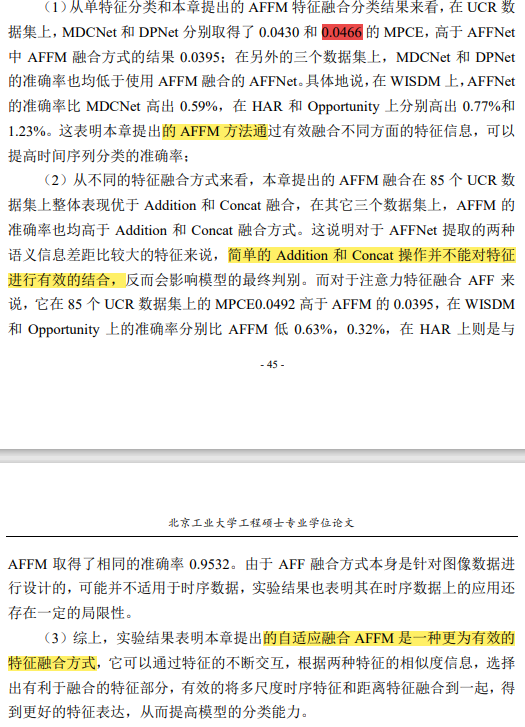 （1）从单特征分类和本章提出的 AFFM 特征融合分类结果来看，在 UCR 数
据集上，MDCNet 和 DPNet 分别取得了 0.0430 和 0.0466 的 MPCE，高于 AFFNet
中 AFFM 融合方式的结果 0.0395；在另外的三个数据集上，MDCNet 和 DPNet
的准确率也均低于使用 AFFM 融合的 AFFNet。具体地说，在 WISDM 上，AFFNet
的准确率比 MDCNet 高出 0.59%，在 HAR 和 Opportunity 上分别高出 0.77%和
1.23%。这表明本章提出的 AFFM 方法通过有效融合不同方面的特征信息，可以
提高时间序列分类的准确率；
（2）从不同的特征融合方式来看，本章提出的 AFFM 融合在 85 个 UCR 数
据集上整体表现优于 Addition 和 Concat 融合，在其它三个数据集上，AFFM 的
准确率也均高于 Addition 和 Concat 融合方式。这说明对于 AFFNet 提取的两种
语义信息差距比较大的特征来说，简单的 Addition 和 Concat 操作并不能对特征
进行有效的结合，反而会影响模型的最终判别。而对于注意力特征融合 AFF 来
说，它在 85 个 UCR 数据集上的 MPCE0.0492 高于 AFFM 的 0.0395，在 WISDM
和 Opportunity 上的准确率分别比 AFFM 低 0.63%，0.32%，在 HAR 上则是与
- 45 -
北京工业大学工程硕士专业学位论文
AFFM 取得了相同的准确率 0.9532。由于 AFF 融合方式本身是针对图像数据进
行设计的，可能并不适用于时序数据，实验结果也表明其在时序数据上的应用还
存在一定的局限性。
（3）综上，实验结果表明本章提出的自适应融合 AFFM 是一种更为有效的
特征融合方式，它可以通过特征的不断交互，根据两种特征的相似度信息，选择
出有利于融合的特征部分，有效的将多尺度时序特征和距离特征融合到一起，得
到更好的特征表达，从而提高模型的分类能力。